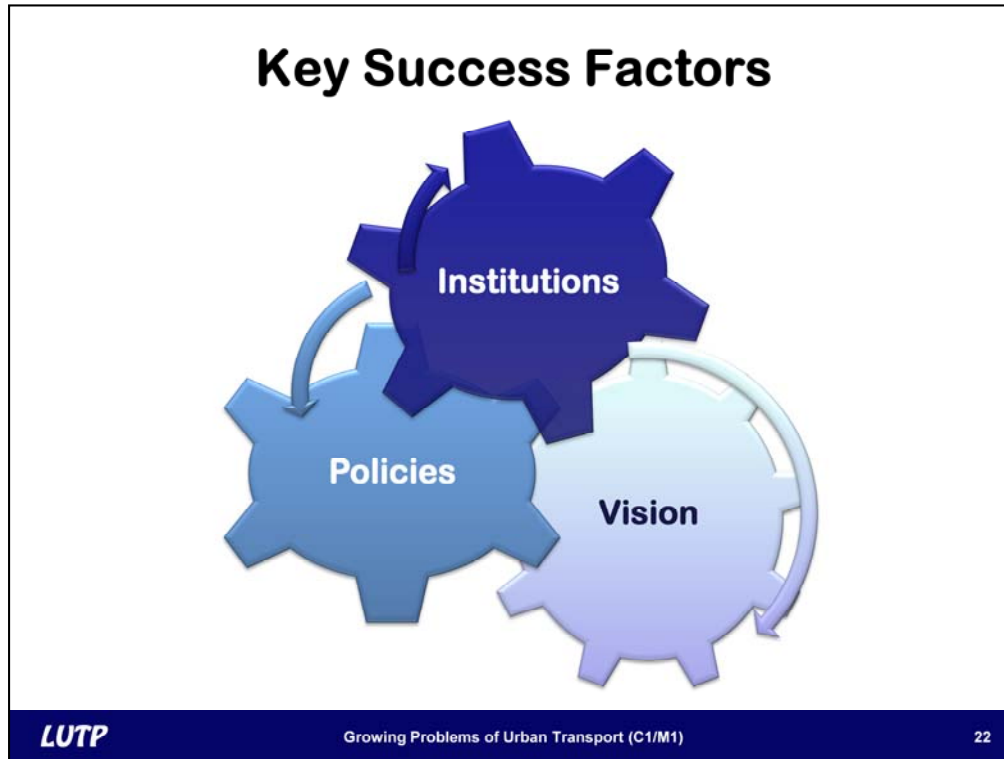 Key Success Factors
Institutions
Policies
Vision
LUTP
Growing Problems of Urban Transport (C1/M1)
22